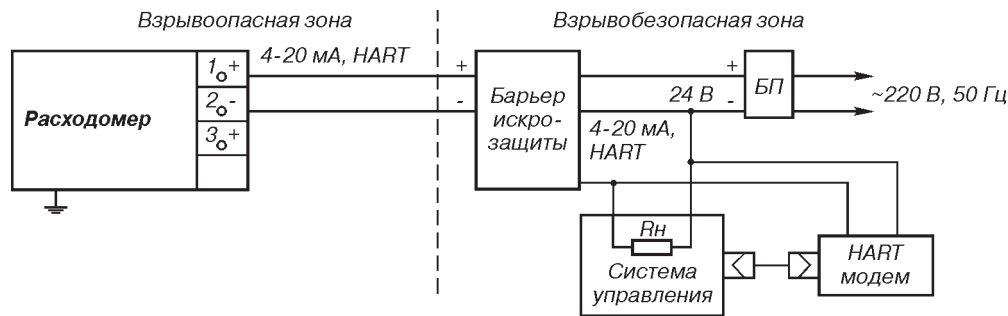 Взрывоопасная зона
Взрывобезопасная зона
Расходомер
1 +
2 -
3 +
4-20 мА, HART
+
-
Барьер
искро-
защиты
+
24 В -
БП
~220 В, 50 Гц
4-20 мА,
HART
Rн
Система
управления
HART
модем